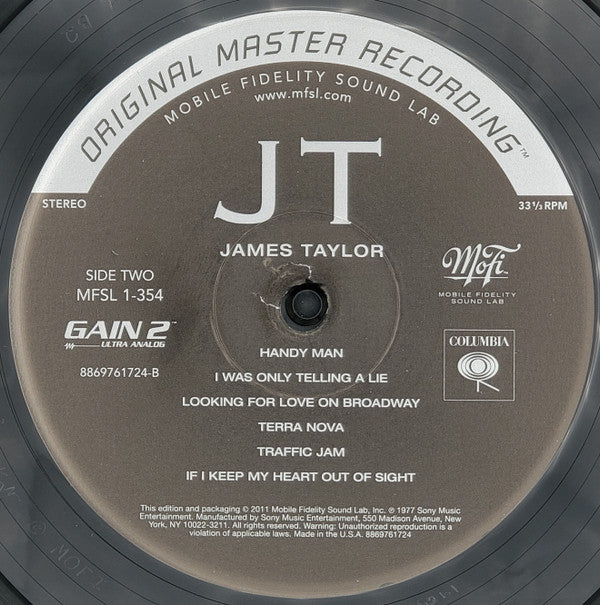 ORIGINAL MASTER RECORDING™
MOBILE FIDELITY SOUND LAB
www.mfsl.com
JT
STEREO
33⅓ RPM
JAMES TAYLOR
SIDE TWO
MFSL 1-354
MoFi
MOBILE FIDELITY
SOUND LAB
GAIN 2™
ULTRA ANALOG
8869761724-B
COLUMBIA
HANDY MAN
I WAS ONLY TELLING A LIE
LOOKING FOR LOVE ON BROADWAY
TERRA NOVA
TRAFFIC JAM
IF I KEEP MY HEART OUT OF SIGHT
This edition and packaging © 2011 Mobile Fidelity Sound Lab, Inc. ℗ 1977 Sony Music
Entertainment. Manufactured by Sony Music Entertainment, 550 Madison Avenue, New
York, NY 10022-3211. All rights reserved. Warning: Unauthorized reproduction is a
violation of applicable laws. Made in the U.S.A. 8869761724